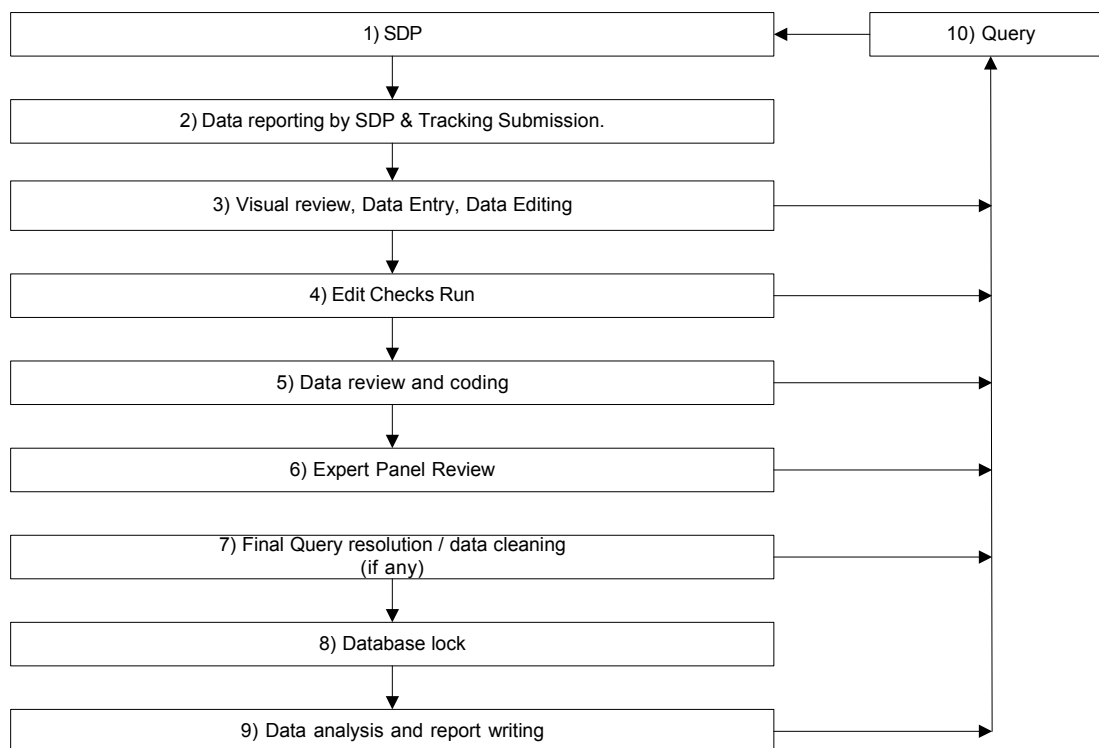 1) SDP
10) Query
2) Data reporting by SDP & Tracking Submission.
3) Visual review, Data Entry, Data Editing
4) Edit Checks Run
5) Data review and coding
6) Expert Panel Review
7) Final Query resolution / data cleaning
(if any)
8) Database lock
9) Data analysis and report writing